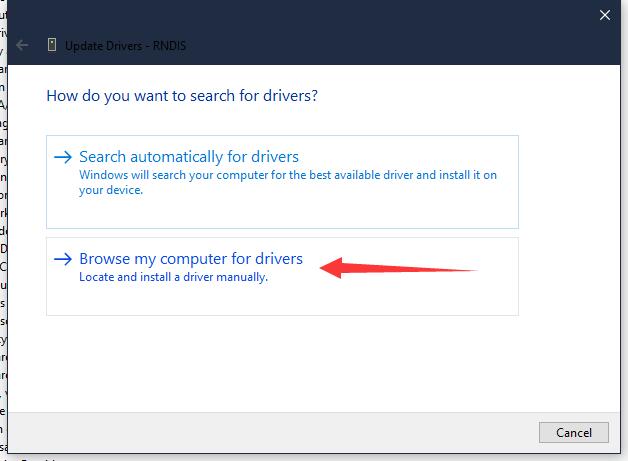 Update Drivers - RNDIS
How do you want to search for drivers?
Search automatically for drivers
Windows will search your computer for the best available driver and install it on
your device.
Browse my computer for drivers
Locate and install a driver manually.
Cancel